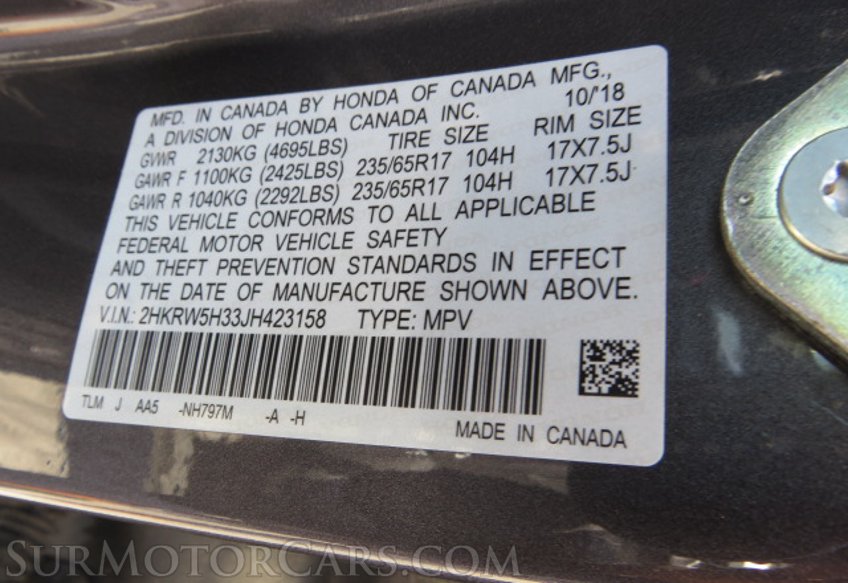 MFD. IN CANADA BY HONDA OF CANADA MFG.,
A DIVISION OF HONDA CANADA INC. 10/'18
GVWR 2130KG (4695LBS) TIRE SIZE RIM SIZE
GAWR F 1100KG (2425LBS) 235/65R17 104H 17X7.5J
GAWR R 1040KG (2292LBS) 235/65R17 104H 17X7.5J
THIS VEHICLE CONFORMS TO ALL APPLICABLE
FEDERAL MOTOR VEHICLE SAFETY
AND THEFT PREVENTION STANDARDS IN EFFECT
ON THE DATE OF MANUFACTURE SHOWN ABOVE.
V.I.N.: 2HKRW5H33JH423158 TYPE: MPV
TLM J AA5 -NH797M -A -H
MADE IN CANADA
SURMOTORCARS.COM